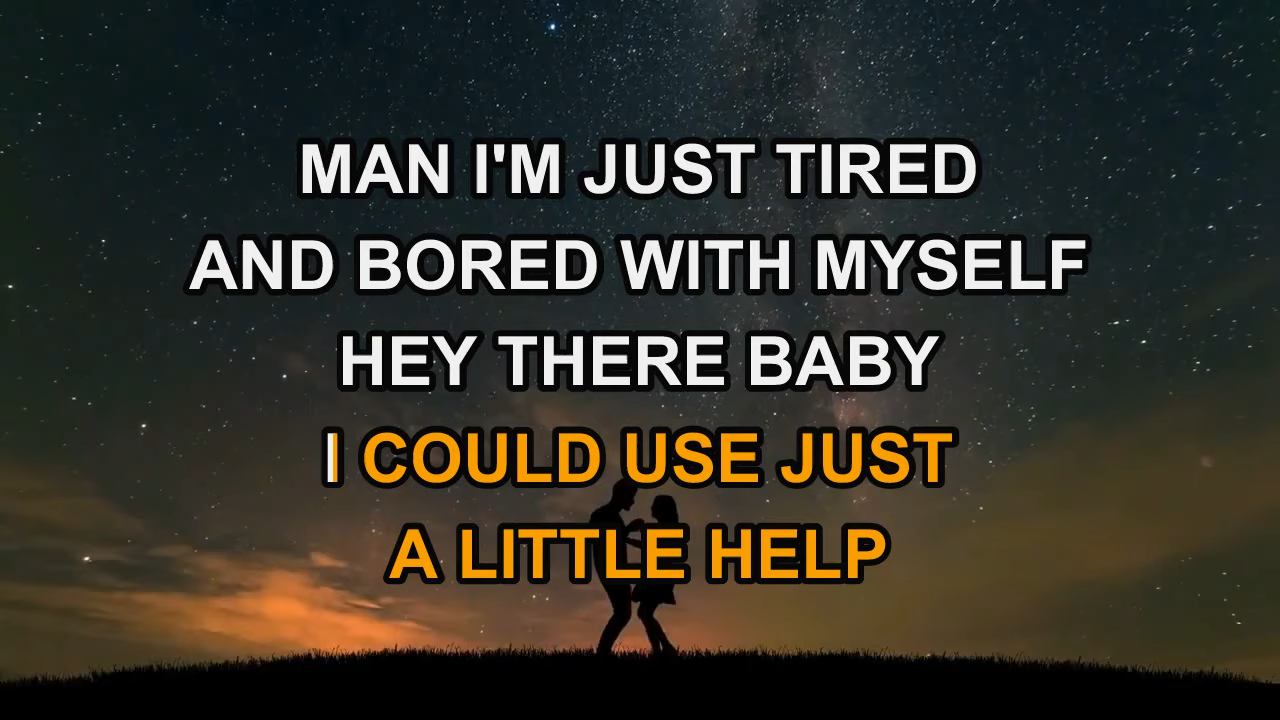 MAN I'M JUST TIRED
AND BORED WITH MYSELF
HEY THERE BABY
I COULD USE JUST
A LITTLE HELP